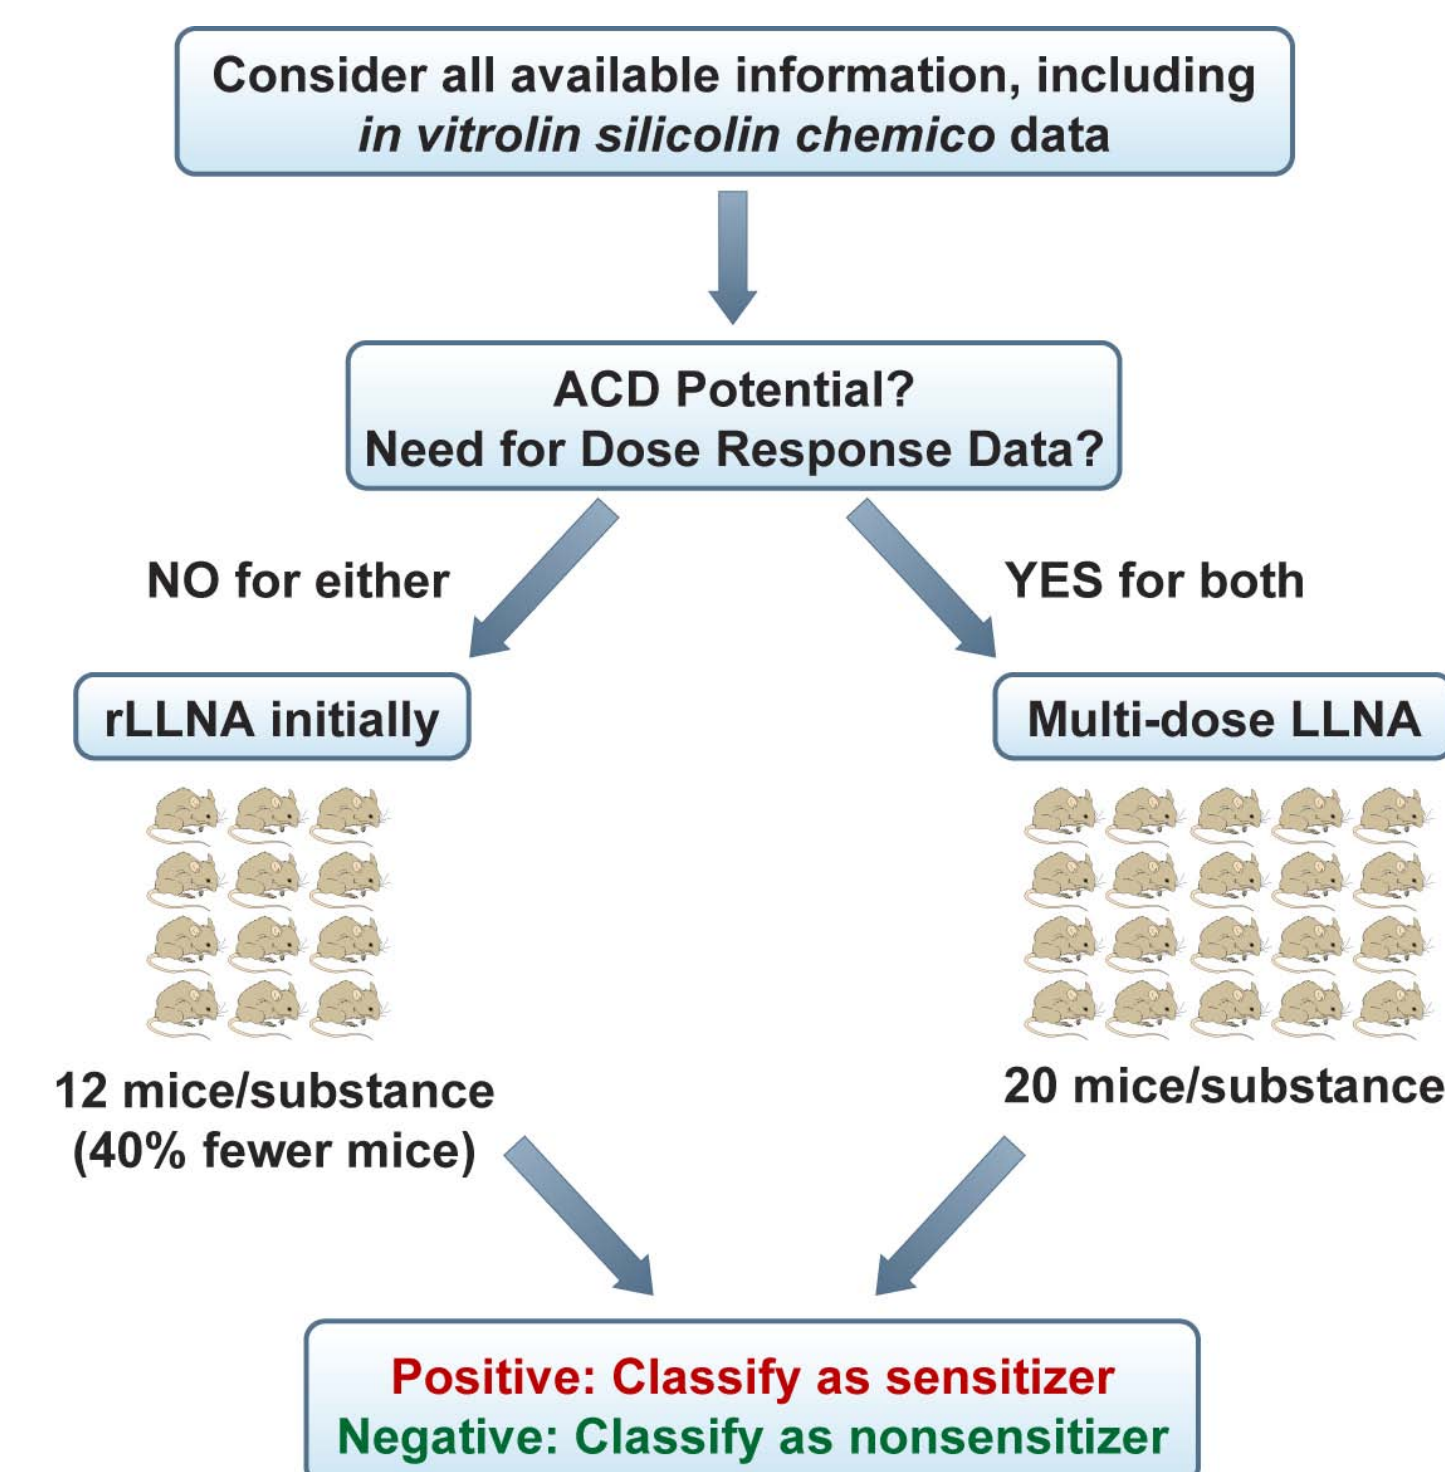 Consider all available information, including
in vitrolin silicolin chemico data
ACD Potential?
Need for Dose Response Data?
NO for either
YES for both
rLLNA initially
Multi-dose LLNA
12 mice/substance
(40% fewer mice)
20 mice/substance
Positive: Classify as sensitizer
Negative: Classify as nonsensitizer